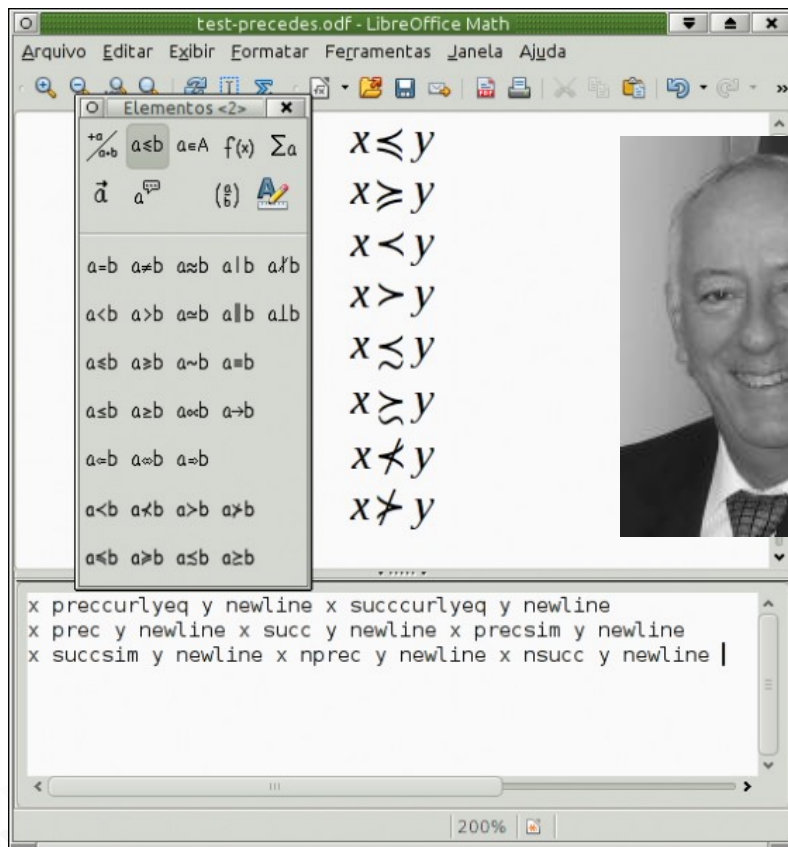 test-precedes.odf - LibreOffice Math
Arquivo Editar Exibir Formatar Ferramentas Janela Ajuda
Elementos <2>
+a/a∘b a≤b a∈A f(x) Σa
a⃗ a (a b)
a=b a≠b a≈b a∣b a∤b
a<b a>b a≃b a∥b a⊥b
a≤b a≥b a~b a≡b
a≤b a≥b a∝b a→b
a⇐b a⇔b a⇒b
a≺b a⊀b a≻b a⊁b
a≼b a≽b a≾b a≿b
x≼y
x≽y
x≺y
x≻y
x≾y
x≿y
x⊀y
x⊁y
x preccurlyeq y newline x succcurlyeq y newline
x prec y newline x succ y newline x precsim y newline
x succsim y newline x nprec y newline x nsucc y newline
200%